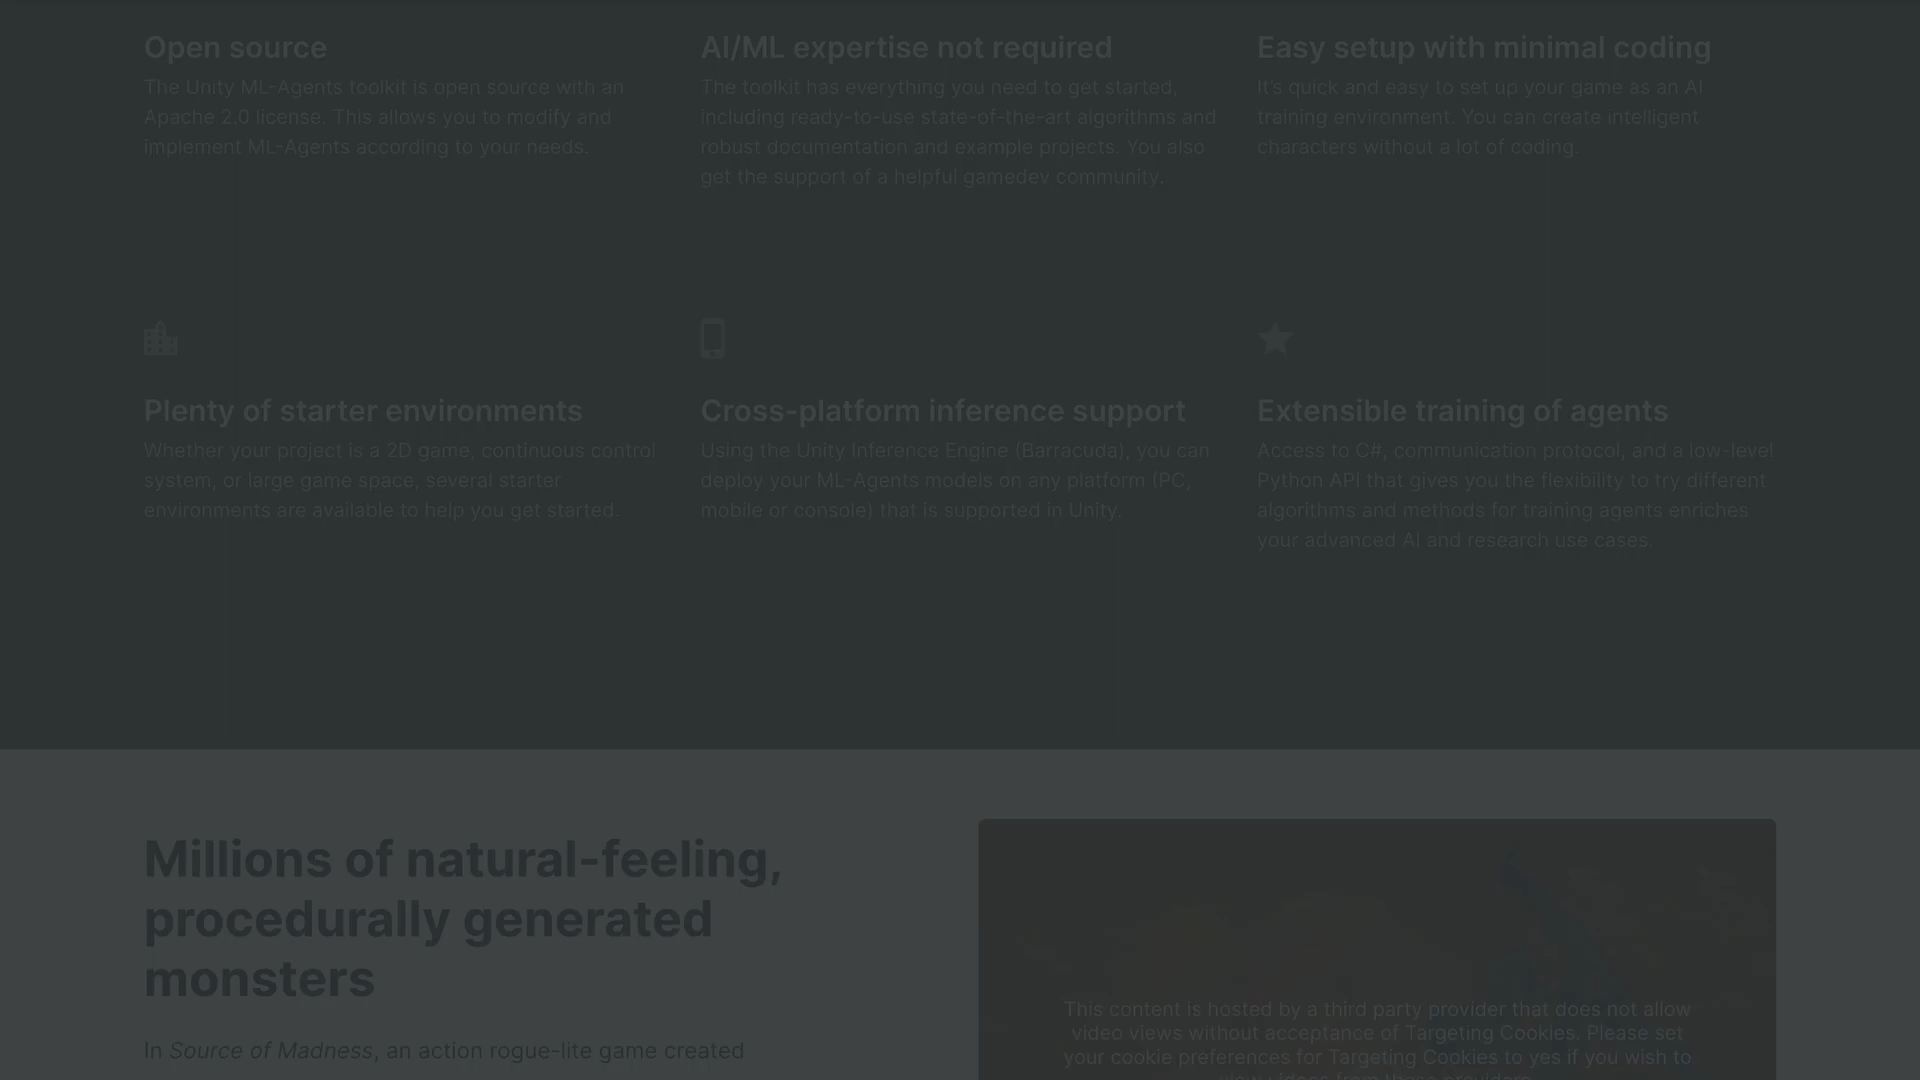 Open source
The Unity ML-Agents toolkit is open source with an
Apache 2.0 license. This allows you to modify and
implement ML-Agents according to your needs.
AI/ML expertise not required
The toolkit has everything you need to get started,
including ready-to-use state-of-the-art algorithms and
robust documentation and example projects. You also
get the support of a helpful gamedev community.
Easy setup with minimal coding
It's quick and easy to set up your game as an AI
training environment. You can create intelligent
characters without a lot of coding.
Plenty of starter environments
Whether your project is a 2D game, continuous control
system, or large game space, several starter
environments are available to help you get started.
Cross-platform inference support
Using the Unity Inference Engine (Barracuda), you can
deploy your ML-Agents models on any platform (PC,
mobile or console) that is supported in Unity.
Extensible training of agents
Access to C#, communication protocol, and a low-level
Python API that gives you the flexibility to try different
algorithms and methods for training agents enriches
your advanced AI and research use cases.
Millions of natural-feeling,
procedurally generated
monsters
In Source of Madness, an action rogue-lite game created
This content is hosted by a third party provider that does not allow
video views without acceptance of Targeting Cookies. Please set
your cookie preferences for Targeting Cookies to yes if you wish to
view videos from these providers.